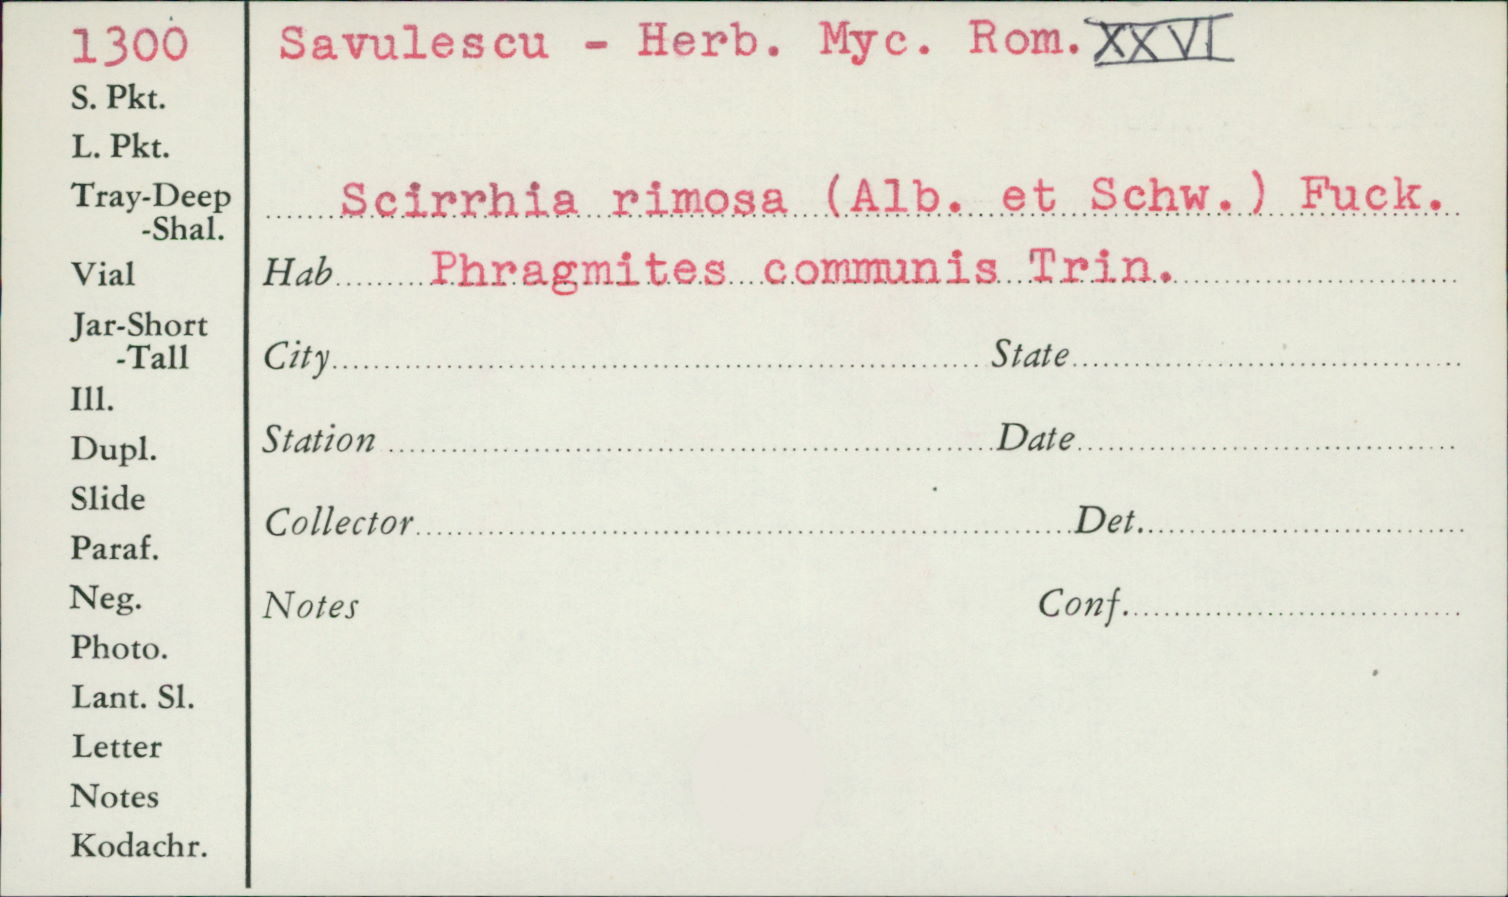 1300 Savulescu - Herb. Myc. Rom. XXVI
S. Pkt.
L. Pkt.
Tray-Deep
-Shal.
Scirrhia rimosa (Alb. et Schw.) Fuck.
Vial
Hab Phragmites communis Trin.
Jar-Short
-Tall
City State
Ill.
Dupl.
Station Date
Slide
Collector Det.
Paraf.
Neg.
Notes Conf.
Photo.
Lant. Sl.
Letter
Notes
Kodachr.